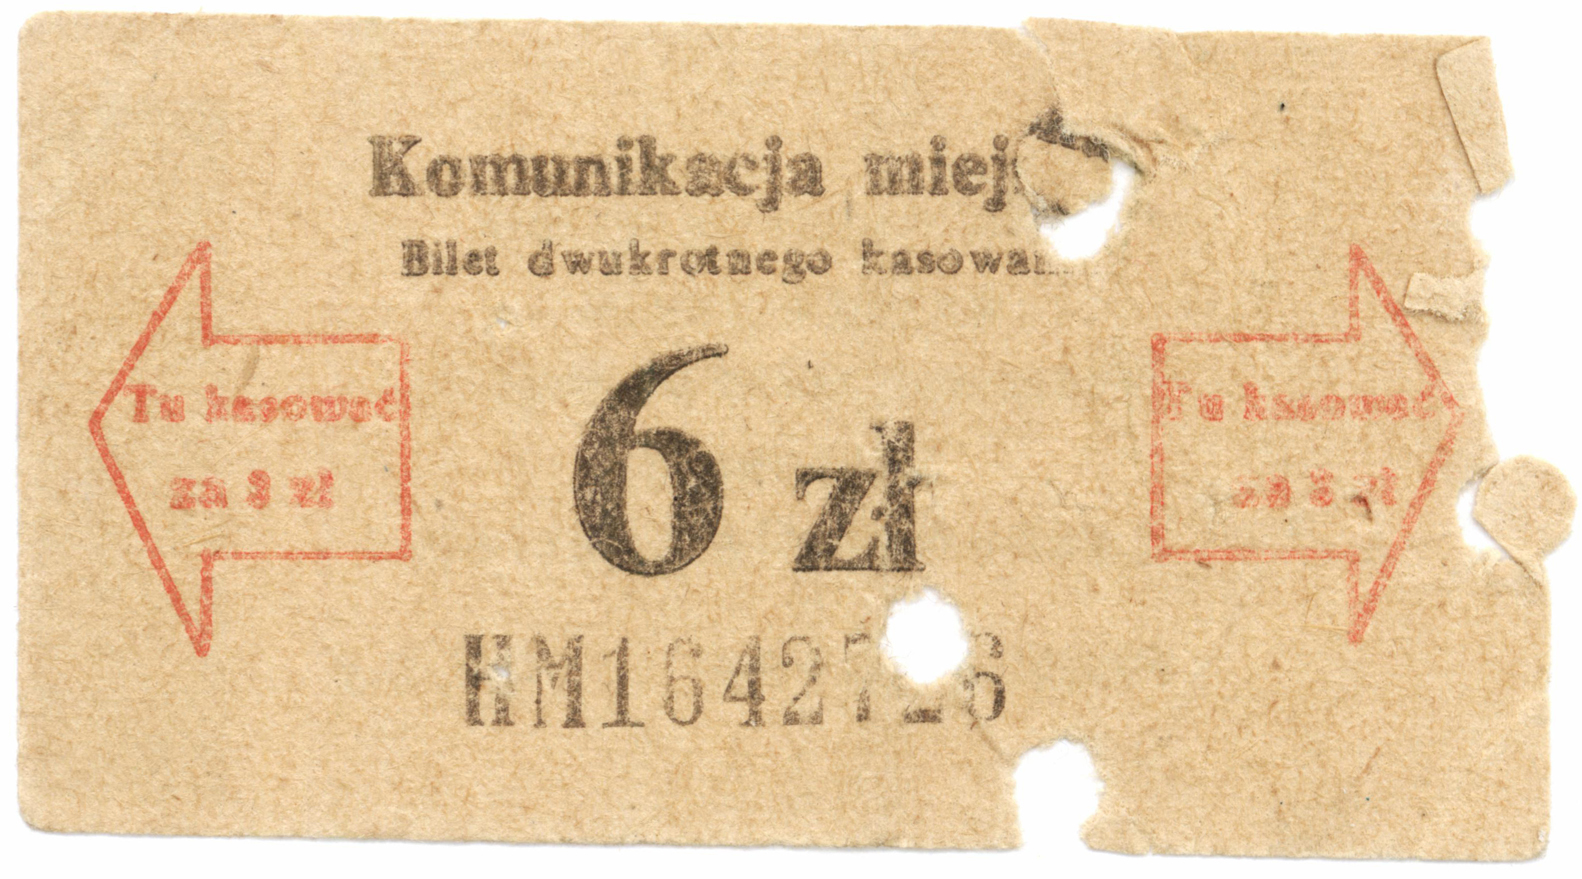 Komunikacja miej
Bilet dwukrotnego kasowan
Tu kasować
za 3 zł
6 zł
Tu kasować
za 3 zł
HM1642726